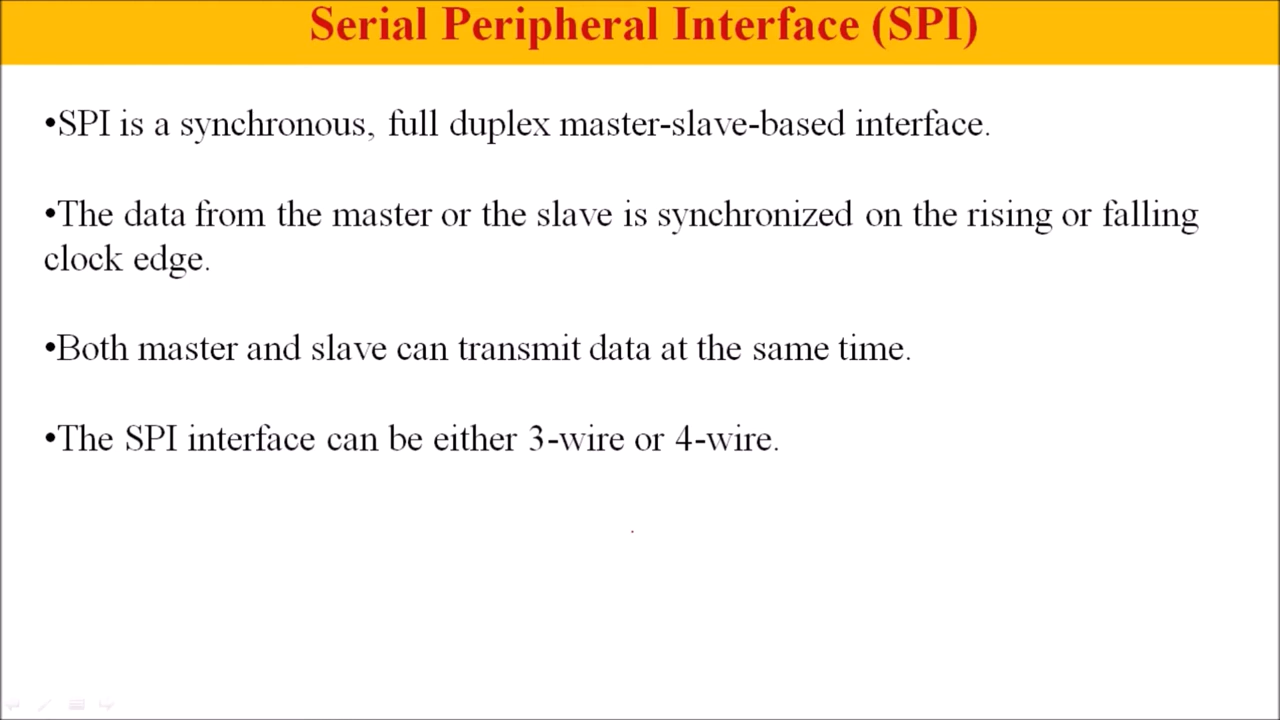 Serial Peripheral Interface (SPI)
•SPI is a synchronous, full duplex master-slave-based interface.
•The data from the master or the slave is synchronized on the rising or falling
clock edge.
•Both master and slave can transmit data at the same time.
•The SPI interface can be either 3-wire or 4-wire.